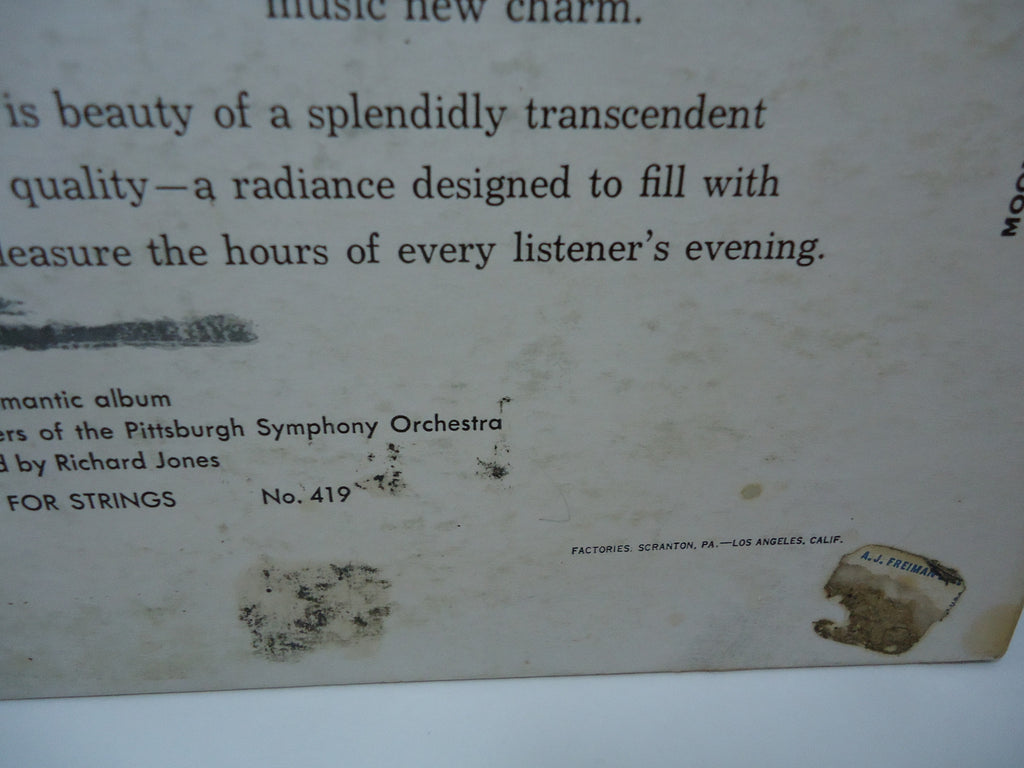 music new charm.
is beauty of a splendidly transcendent
quality—a radiance designed to fill with
leasure the hours of every listener's evening.
mantic album
ers of the Pittsburgh Symphony Orchestra
d by Richard Jones
FOR STRINGS No. 419
FACTORIES: SCRANTON, PA.—LOS ANGELES, CALIF.
A.J. FREIMAN
MOO